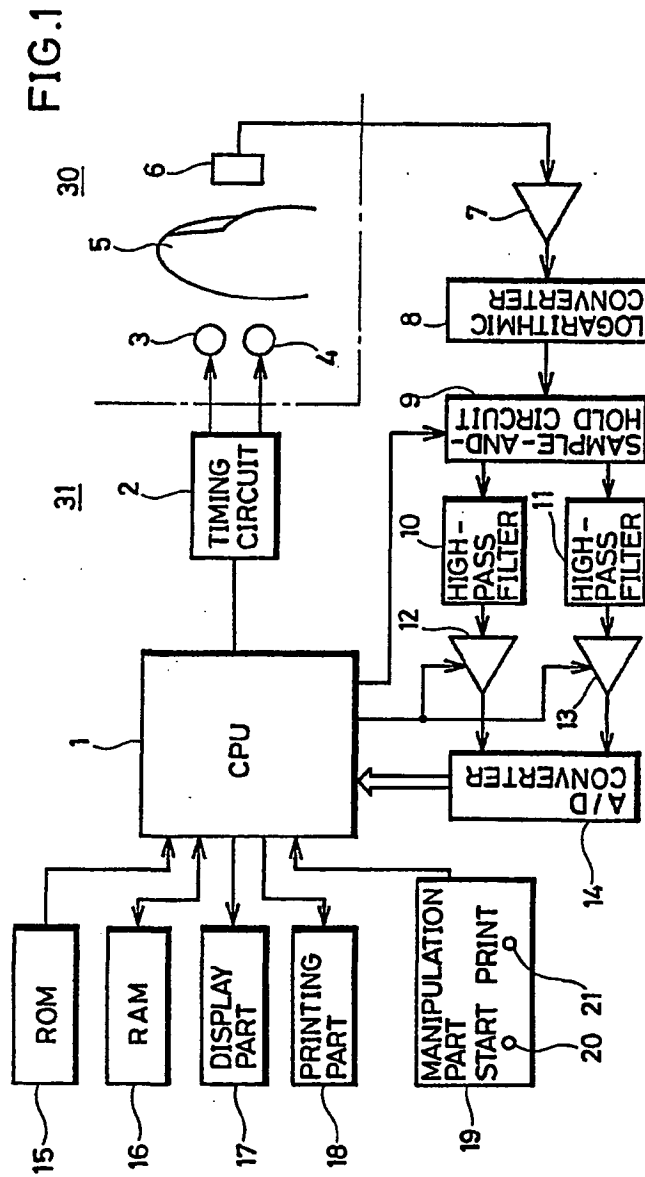 FIG.1
30
31
1
2
3
4
5
6
7
8
9
10
11
12
13
14
15
16
17
18
19
20
21
CPU
TIMING
CIRCUIT
LOGARITHMIC
CONVERTER
SAMPLE-AND-
HOLD CIRCUIT
HIGH-
PASS
FILTER
HIGH-
PASS
FILTER
A/D
CONVERTER
ROM
RAM
DISPLAY
PART
PRINTING
PART
MANIPULATION
PART
START PRINT